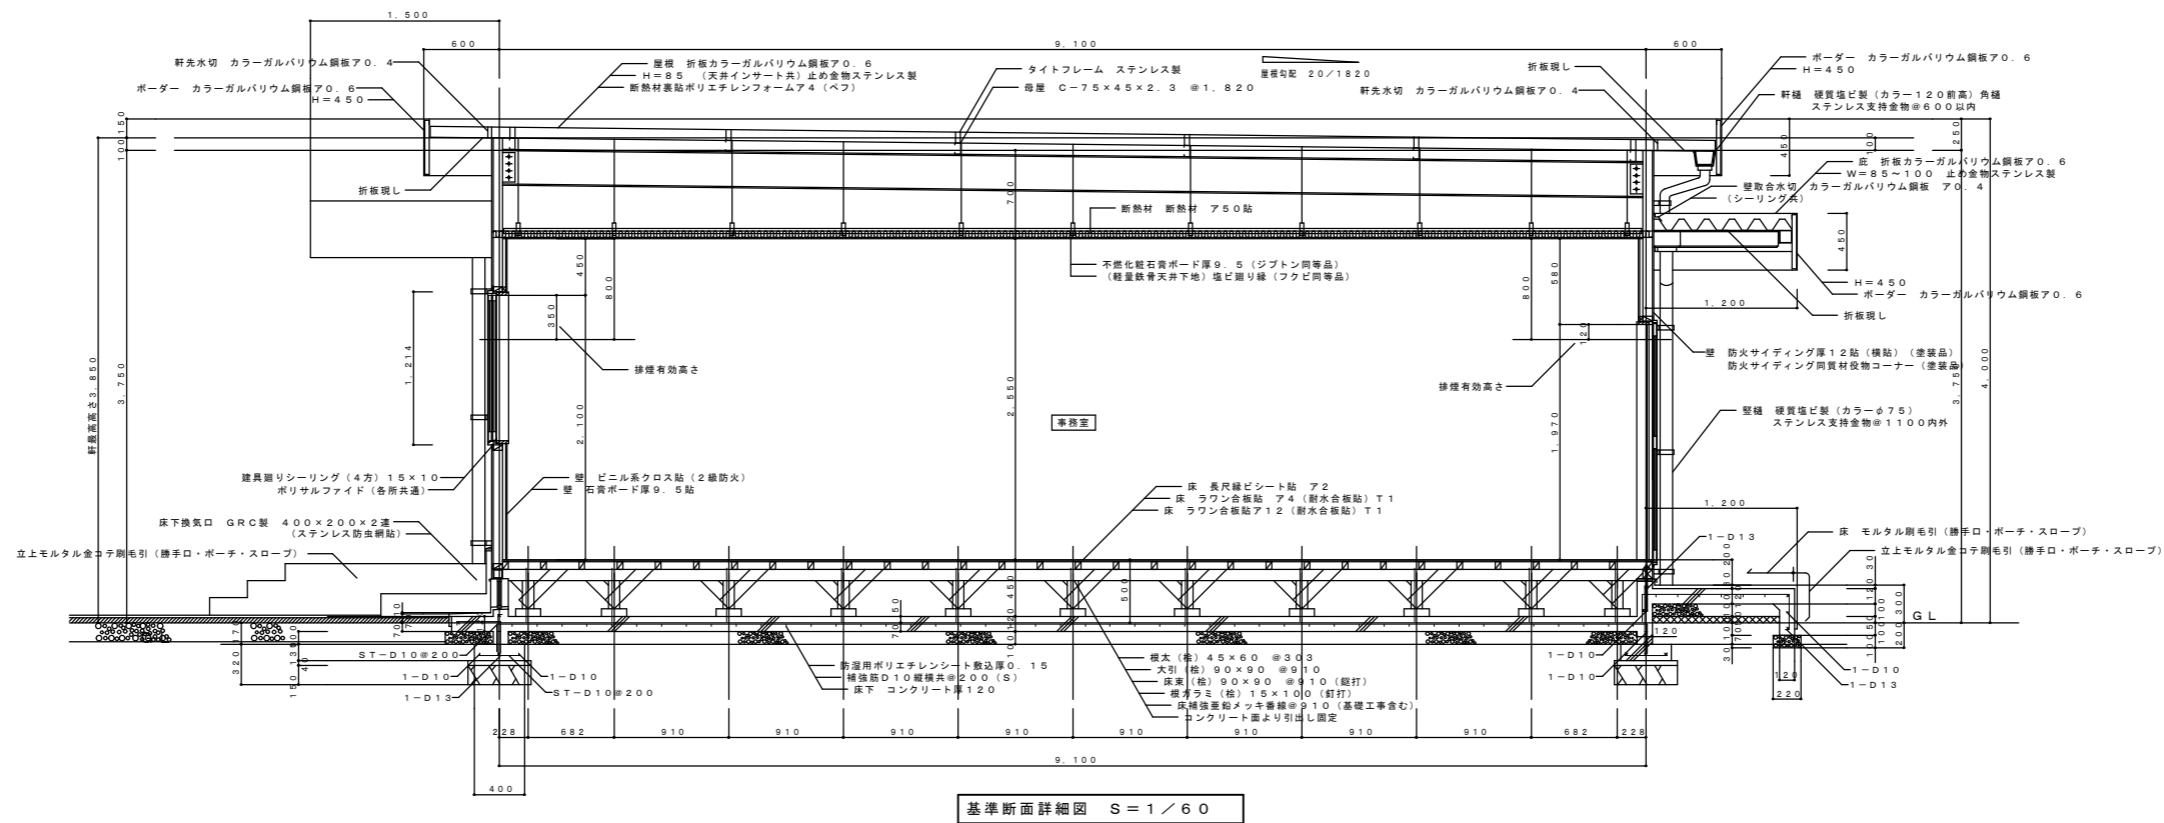 1,500
600
9,100
600
軒先水切　カラーガルバリウム鋼板ア0.4
ボーダー　カラーガルバリウム鋼板ア0.6
H=450
屋根　折板カラーガルバリウム鋼板ア0.6
H=85　(天井インサート共)止め金物ステンレス製
断熱材裏貼ポリエチレンフォームア4(ペフ)
タイトフレーム　ステンレス製
母屋　C-75×45×2.3　@1,820
屋根勾配　20/1820
折板現し
軒先水切　カラーガルバリウム鋼板ア0.4
ボーダー　カラーガルバリウム鋼板ア0.6
H=450
軒樋　硬質塩ビ製(カラー120前高)角樋
ステンレス支持金物@600以内
100
150
450
100
250
折板現し
庇　折板カラーガルバリウム鋼板ア0.6
W=85~100　止め金物ステンレス製
壁取合水切　カラーガルバリウム鋼板　ア0.4
(シーリング共)
700
断熱材　断熱材　ア50貼
不燃化粧石膏ボード厚9.5(ジプトン同等品)
(軽量鉄骨天井下地)塩ビ廻り縁(フクビ同等品)
450
800
350
800
580
120
450
H=450
ボーダー　カラーガルバリウム鋼板ア0.6
1,200
折板現し
軒最高高さ3,850
3,750
1,214
排煙有効高さ
排煙有効高さ
壁　防火サイディング厚12貼(横貼)(塗装品)
防火サイディング同質材役物コーナー(塗装品)
3,750
4,000
2,100
2,550
1,970
事務室
竪樋　硬質塩ビ製(カラーφ75)
ステンレス支持金物@1100内外
建具廻りシーリング(4方)15×10
ポリサルファイド(各所共通)
壁　ビニル系クロス貼(2級防火)
壁　石膏ボード厚9.5貼
床　長尺縁ビシート貼　ア2
床　ラワン合板貼　ア4(耐水合板貼)T1
床　ラワン合板貼ア12(耐水合板貼)T1
床下換気口　GRC製　400×200×2連
(ステンレス防虫網貼)
立上モルタル金コテ刷毛引(勝手口・ポーチ・スロープ)
1,200
床　モルタル刷毛引(勝手口・ポーチ・スロープ)
1-D13
立上モルタル金コテ刷毛引(勝手口・ポーチ・スロープ)
450
500
GL
320
170
150
40
ST-D10@200
1-D10
1-D13
1-D10
ST-D10@200
防湿用ポリエチレンシート敷込厚0.15
補強筋D10縦横共@200(S)
床下　コンクリート厚120
根太(桧)45×60　@303
大引(桧)90×90　@910
床束(桧)90×90　@910(鎹打)
根ガラミ(桧)15×100(釘打)
床補強亜鉛メッキ番線@910(基礎工事含む)
コンクリート面より引出し固定
120
1-D10
1-D10
1-D10
1-D13
120
220
228
682
910
910
910
910
910
910
910
910
682
228
9,100
400
基準断面詳細図　S=1/60